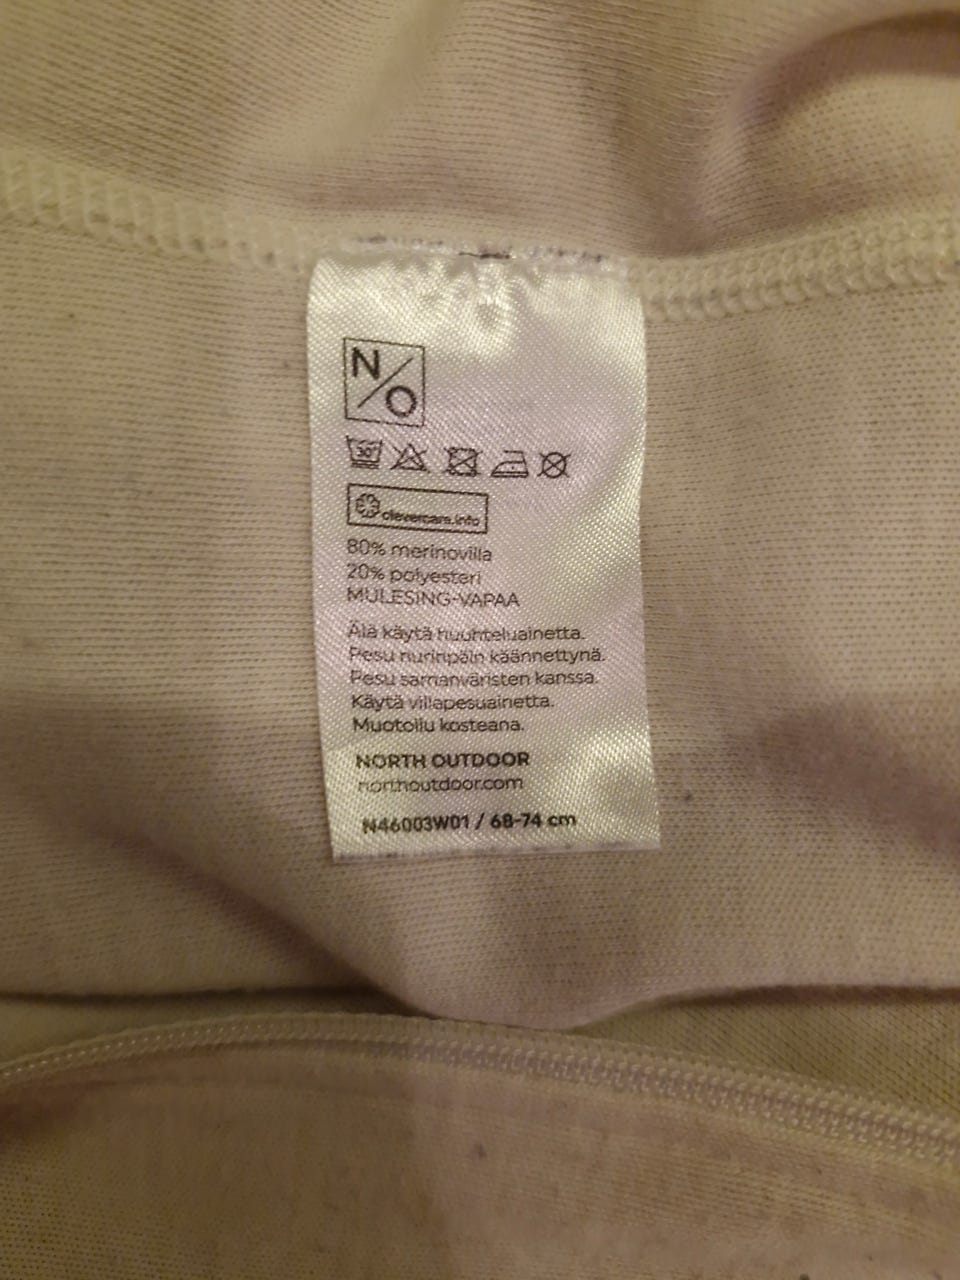 N/O
30°
clevercare.info
80% merinovilla
20% polyesteri
MULESING-VAPAA
Älä käytä huuhteluainetta.
Pesu nurinpäin käännettynä.
Pesu samanväristen kanssa.
Käytä villapesuainetta.
Muotoilu kosteana.
NORTH OUTDOOR
northoutdoor.com
N46003W01 / 68-74 cm